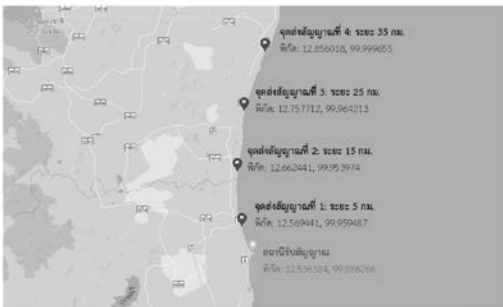 จุดส่งสัญญาณที่ 4: ระยะ 35 กม.
พิกัด: 12.856018, 99.999655
จุดส่งสัญญาณที่ 3: ระยะ 25 กม.
พิกัด: 12.757712, 99.964213
จุดส่งสัญญาณที่ 2: ระยะ 15 กม.
พิกัด: 12.662441, 99.953974
จุดส่งสัญญาณที่ 1: ระยะ 5 กม.
พิกัด: 12.569441, 99.959487
สถานีรับสัญญาณ
พิกัด: 12.536384, 99.986266